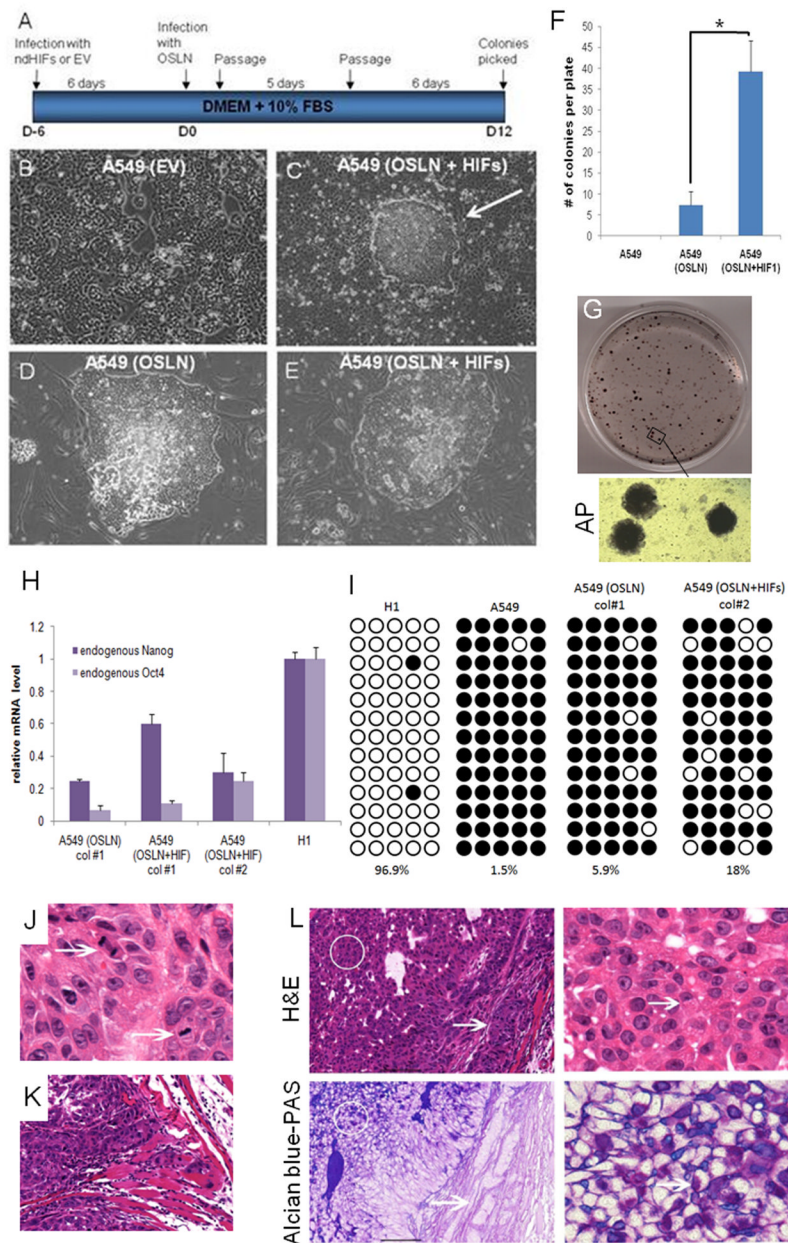 A
Infection with
ndHIFs or EV
Infection
with
OSLN
Passage
Passage
Colonies
picked
6 days
5 days
6 days
DMEM + 10% FBS
D-6
D0
D12
B
A549 (EV)
C
A549 (OSLN + HIFs)
D
A549 (OSLN)
E
A549 (OSLN + HIFs)
F
*
# of colonies per plate
50
45
40
35
30
25
20
15
10
5
0
A549
A549
(OSLN)
A549
(OSLN+HIF1)
G
AP
H
relative mRNA level
1.2
1
0.8
0.6
0.4
0.2
0
endogenous Nanog
endogenous Oct4
A549 (OSLN)
col #1
A549
(OSLN+HIF)
col #1
A549
(OSLN+HIF)
col #2
H1
I
H1
A549
A549 (OSLN)
col#1
A549 (OSLN+HIFs)
col#2
96.9%
1.5%
5.9%
18%
J
K
L
H&E
Alcian blue-PAS